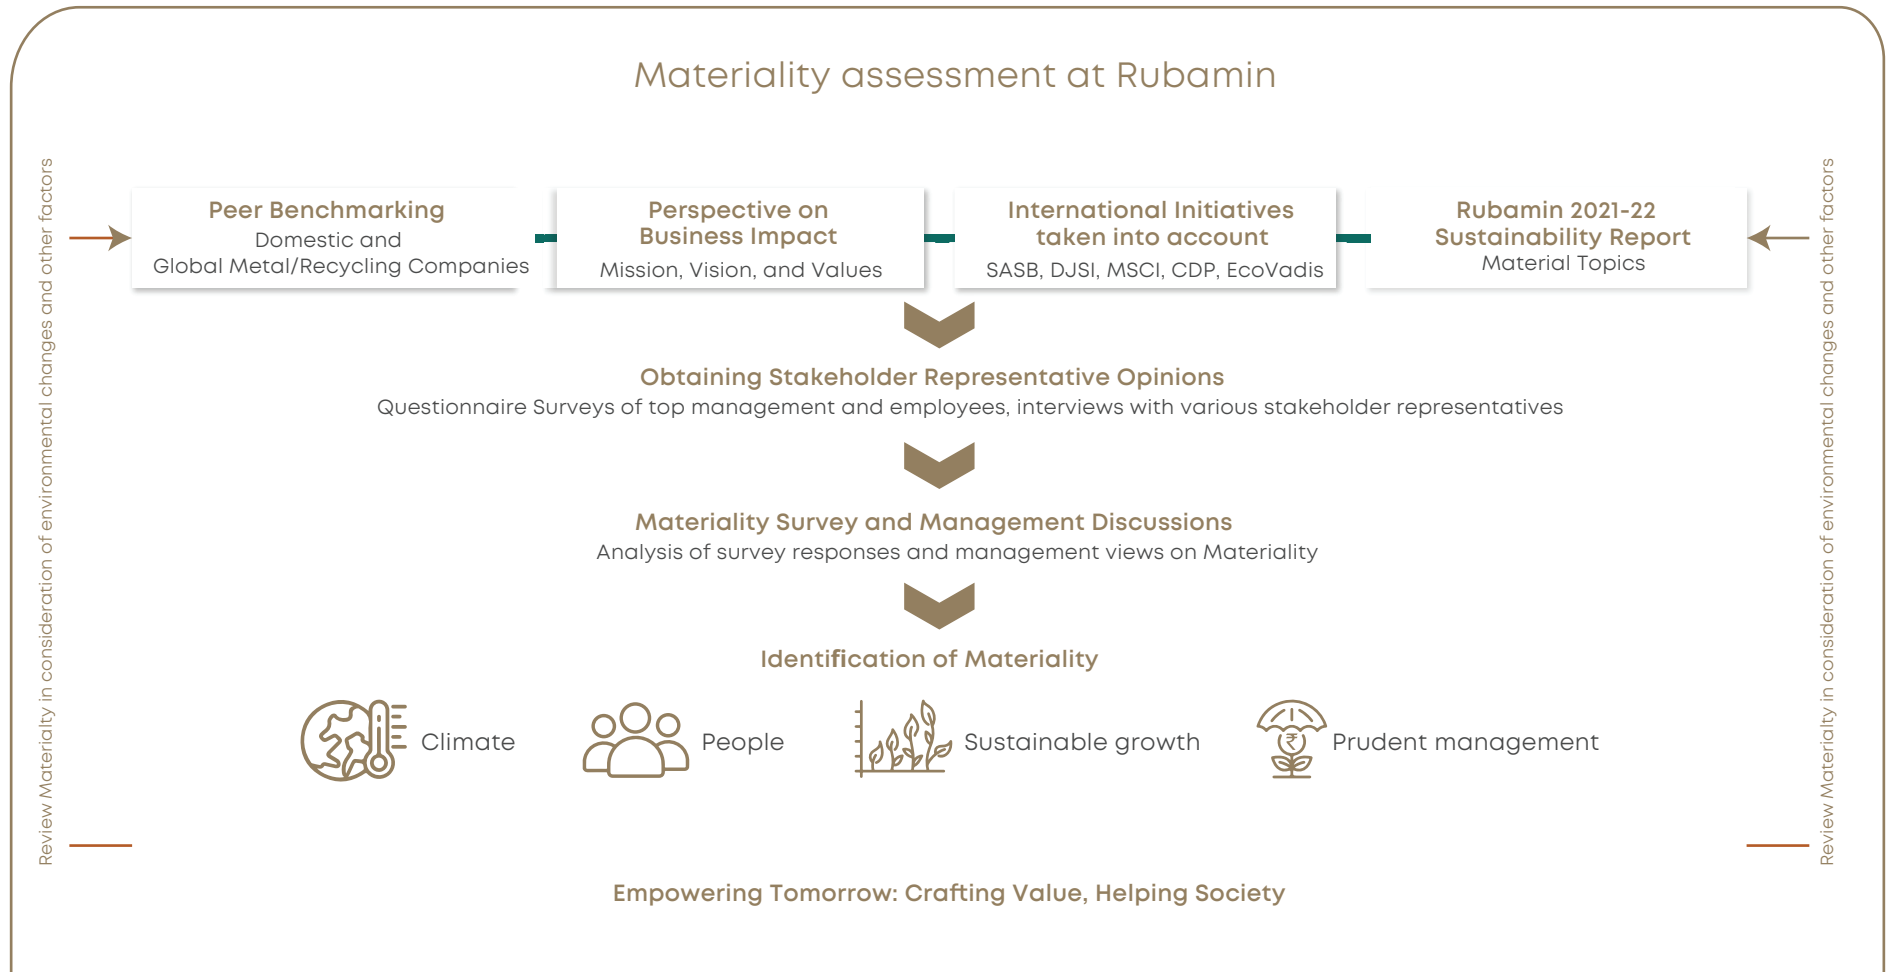 Materiality assessment at Rubamin
Review Materialty in consideration of environmental changes and other factors
Peer Benchmarking
Domestic and
Global Metal/Recycling Companies
Perspective on
Business Impact
Mission, Vision, and Values
International Initiatives
taken into account
SASB, DJSI, MSCI, CDP, EcoVadis
Rubamin 2021-22
Sustainability Report
Material Topics
Review Materialty in consideration of environmental changes and other factors
Obtaining Stakeholder Representative Opinions
Questionnaire Surveys of top management and employees, interviews with various stakeholder representatives
Materiality Survey and Management Discussions
Analysis of survey responses and management views on Materiality
Identification of Materiality
Climate
People
Sustainable growth
₹
Prudent management
Empowering Tomorrow: Crafting Value, Helping Society